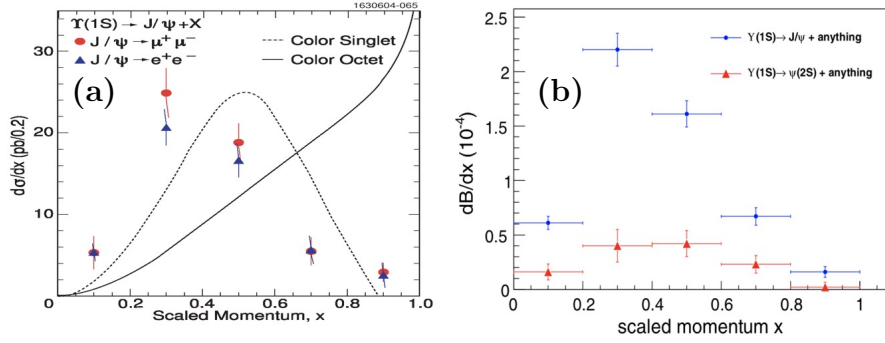 1630604-065
ϒ(1S) → J/ψ+X
J/ψ→μ⁺ μ⁻
J/ψ→e⁺ e⁻
Color Singlet
Color Octet
(a)
30
20
10
0
dσ/dx (pb/0.2)
0 0.2 0.4 0.6 0.8 1.0
Scaled Momentum, x
ϒ(1S)→ J/ψ + anything
ϒ(1S)→ ψ(2S) + anything
(b)
2.5
2
1.5
1
0.5
0
dB/dx (10⁻⁴)
0 0.2 0.4 0.6 0.8 1
scaled momentum x